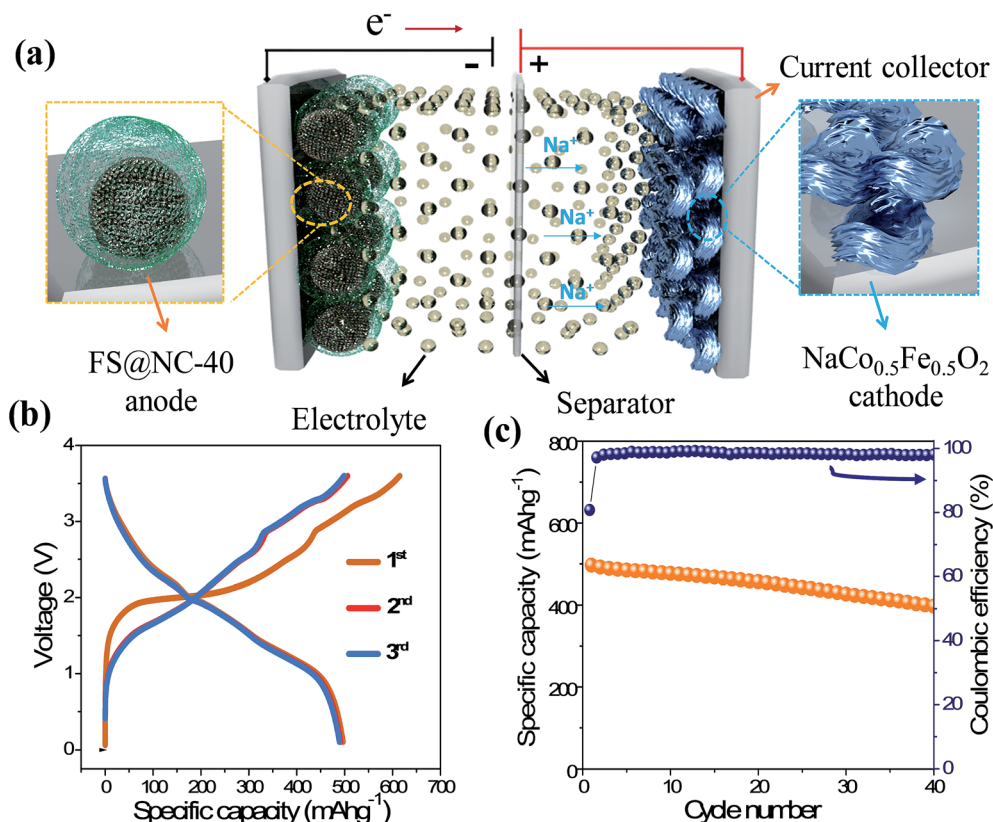 (a)
e⁻
- +
Current collector
Na⁺
Na⁺
Na⁺
FS@NC-40
anode
NaCo₀.₅Fe₀.₅O₂
cathode
Electrolyte
Separator
(b)
4
3
2
1
0
Voltage (V)
1ˢᵗ
2ⁿᵈ
3ʳᵈ
0 100 200 300 400 500 600 700
Specific capacity (mAhg⁻¹)
(c)
800
600
400
200
0
Specific capacity (mAhg⁻¹)
100
80
60
40
20
0
Coulombic efficiency (%)
0 10 20 30 40
Cycle number